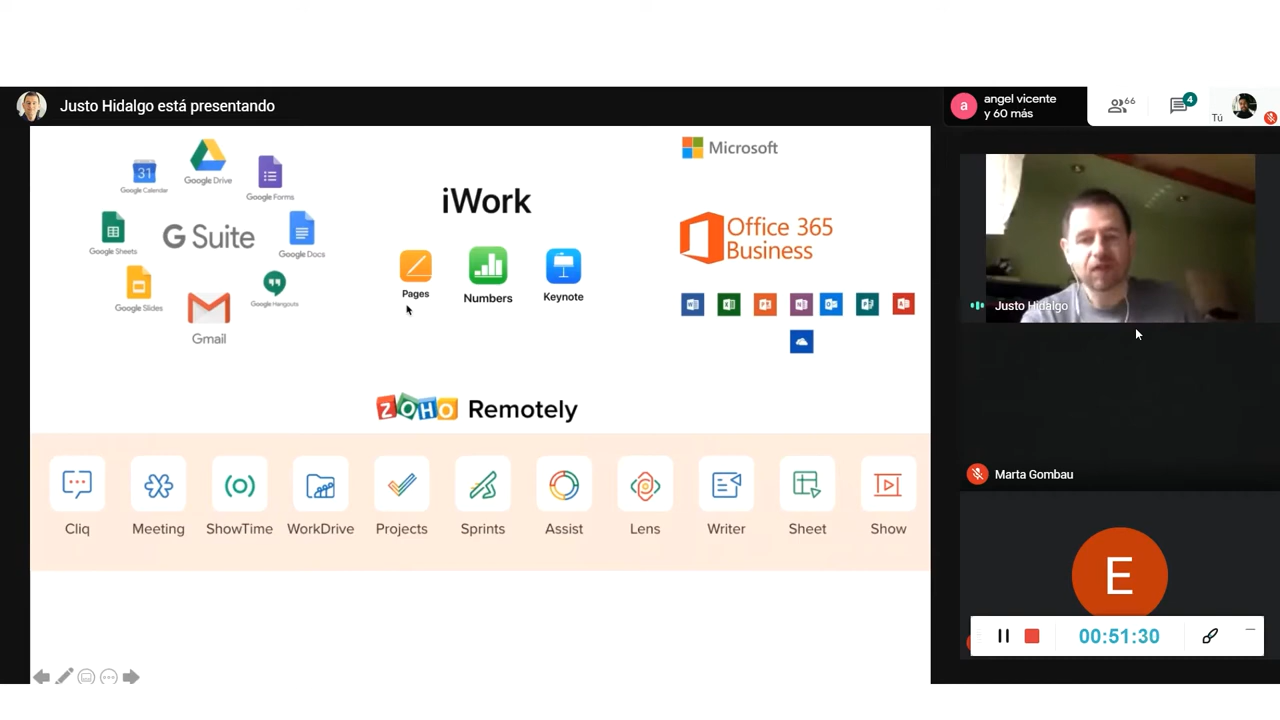 Justo Hidalgo está presentando
angel vicente
y 60 más
66
4
Tú
31
Google Calendar
Google Drive
Google Forms
Google Sheets
G Suite
Google Docs
Google Slides
Gmail
Google Hangouts
iWork
Pages
Numbers
Keynote
Microsoft
Office 365
Business
ZOHO Remotely
Cliq
Meeting
ShowTime
WorkDrive
Projects
Sprints
Assist
Lens
Writer
Sheet
Show
Justo Hidalgo
Marta Gombau
E
00:51:30